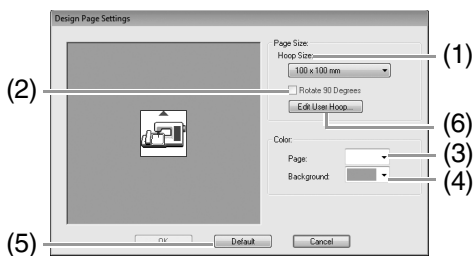 Design Page Settings
Page Size:
Hoop Size:
100 x 100 mm
(1)
(2)
Rotate 90 Degrees
Edit User Hoop...
(6)
Color:
Page:
(3)
Background:
(4)
(5)
OK
Default
Cancel